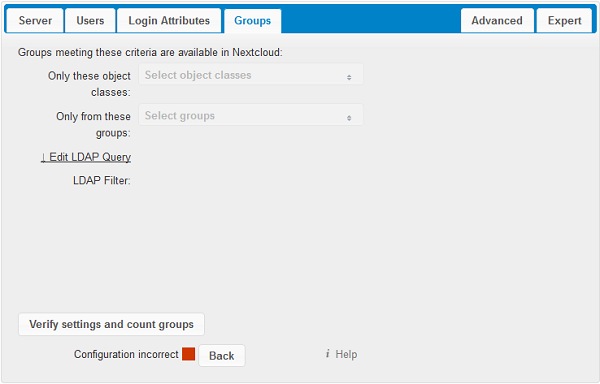 Server Users Login Attributes Groups Advanced Expert
Groups meeting these criteria are available in Nextcloud:
Only these object Select object classes
classes:
Only from these Select groups
groups:
↓ Edit LDAP Query
LDAP Filter:
Verify settings and count groups
Configuration incorrect Back i Help